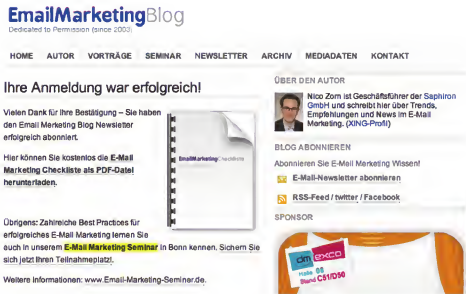 EmailMarketingBlog
Dedicated to Permission (since 2003)
HOME AUTOR VORTRÄGE SEMINAR NEWSLETTER ARCHIV MEDIADATEN KONTAKT
Ihre Anmeldung war erfolgreich!
Vielen Dank für Ihre Bestätigung – Sie haben
den Email Marketing Blog Newsletter
erfolgreich abonniert.
Hier können Sie kostenlos die E-Mail
Marketing Checkliste als PDF-Datei
herunterladen.
EmailMarketingCheckliste
Übrigens: Zahlreiche Best Practices für
erfolgreiches E-Mail Marketing lernen Sie
auch in unserem E-Mail Marketing Seminar in Bonn kennen. Sichern Sie
sich jetzt Ihren Teilnahmeplatz!.
Weitere Informationen: www.Email-Marketing-Seminar.de.
ÜBER DEN AUTOR
Nico Zorn ist Geschäftsführer der Saphiron
GmbH und schreibt hier über Trends,
Empfehlungen und News im E-Mail
Marketing. (XING-Profil)
BLOG ABONNIEREN
Abonnieren Sie E-Mail Marketing Wissen!
E-Mail-Newsletter abonnieren
RSS-Feed / twitter / Facebook
SPONSOR
dm exco
Halle 08
Stand C51/D50